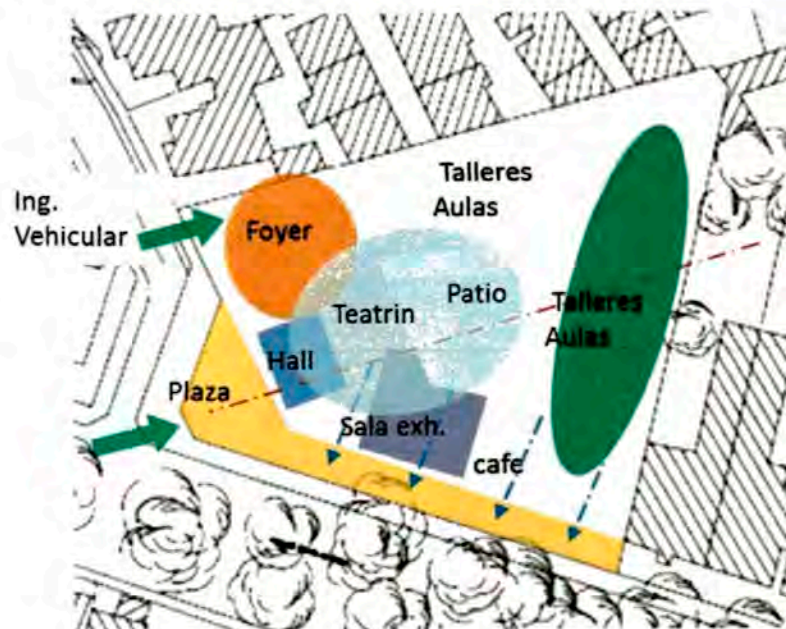 Talleres
Aulas
Ing.
Vehicular
Foyer
Teatrin
Patio
Talleres
Aulas
Hall
Plaza
Sala exh.
cafe